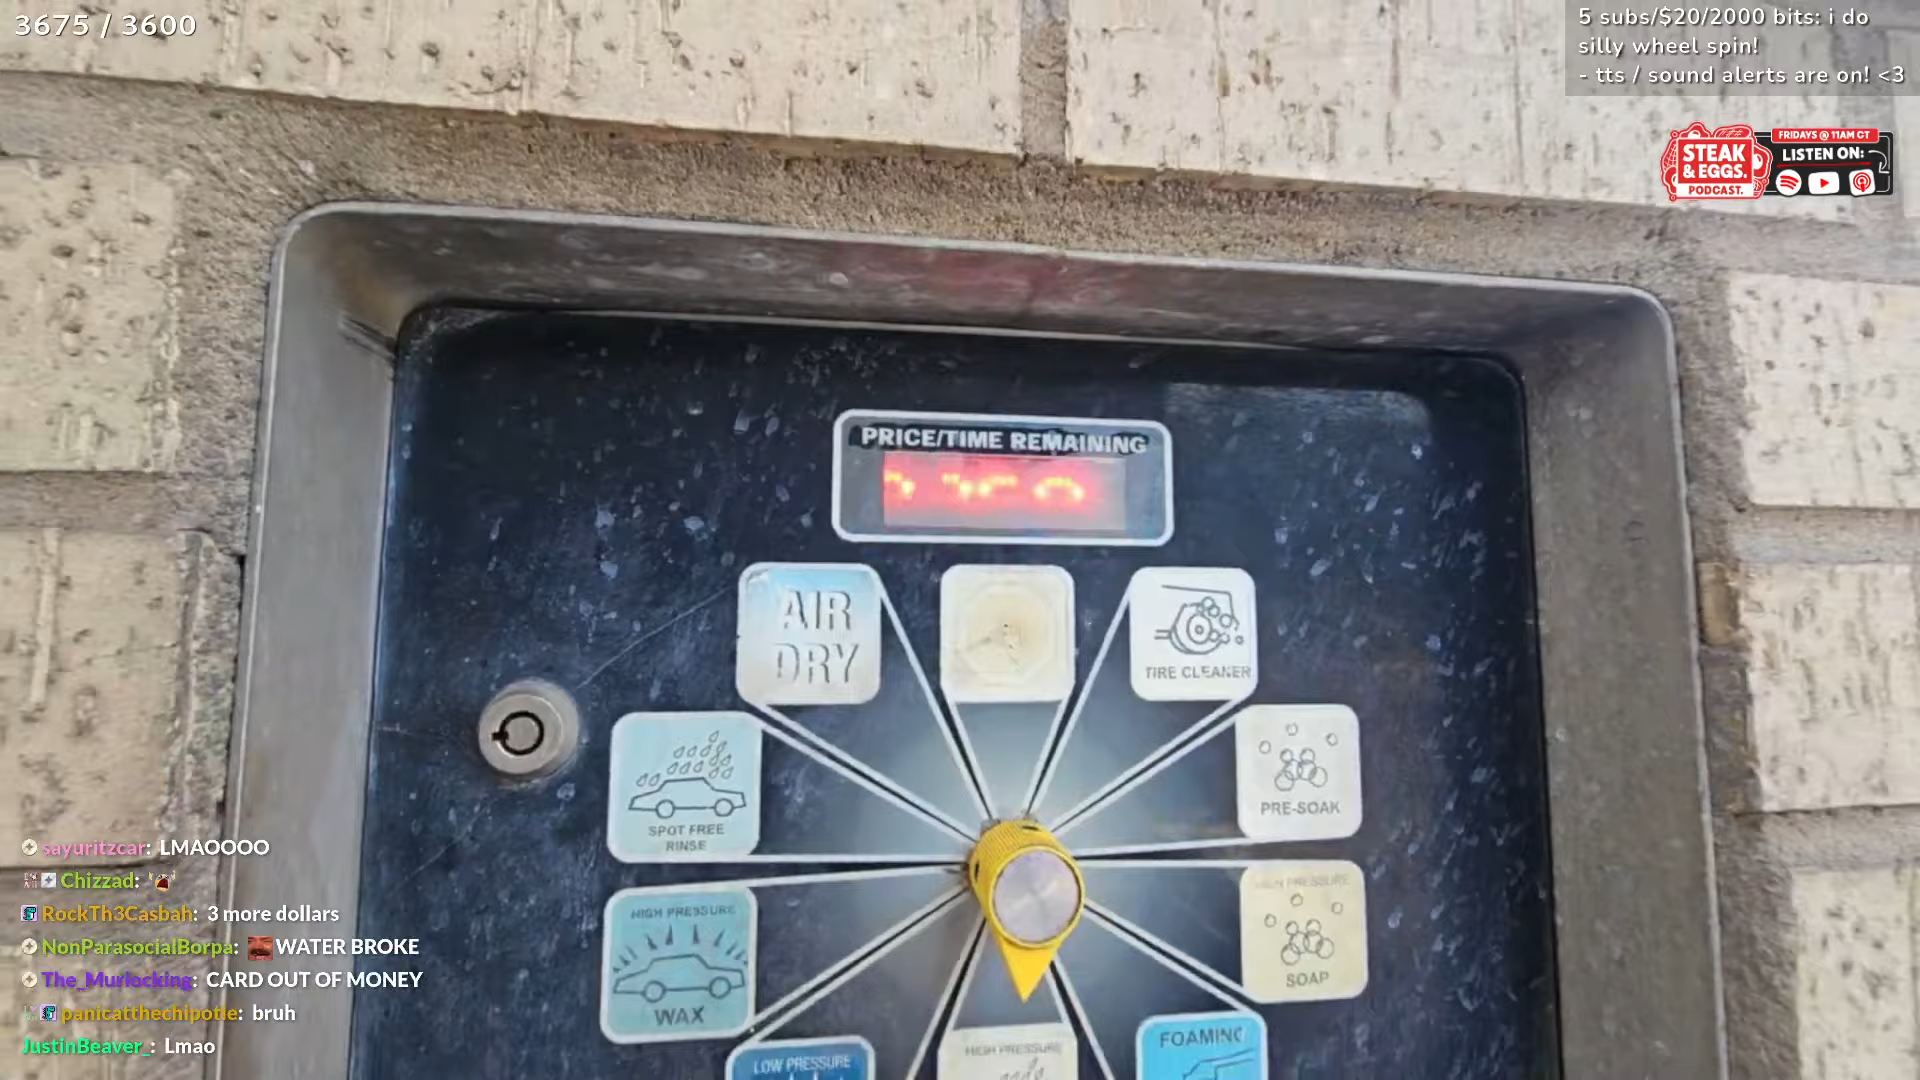 3675 / 3600
5 subs/$20/2000 bits: i do
silly wheel spin!
- tts / sound alerts are on! <3
FRIDAYS @ 11AM CT
STEAK
& EGGS.
PODCAST.
LISTEN ON:
PRICE/TIME REMAINING
AIR
DRY
TIRE CLEANER
SPOT FREE
RINSE
PRE-SOAK
HIGH PRESSURE
WAX
HIGH PRESSURE
SOAP
LOW PRESSURE
HIGH PRESSURE
FOAMING
sayuritzcar: LMAOOOO
Chizzad:
RockTh3Casbah: 3 more dollars
NonParasocialBorpa: WATER BROKE
The_Murlocking: CARD OUT OF MONEY
panicatthechipotle: bruh
JustinBeaver_: Lmao